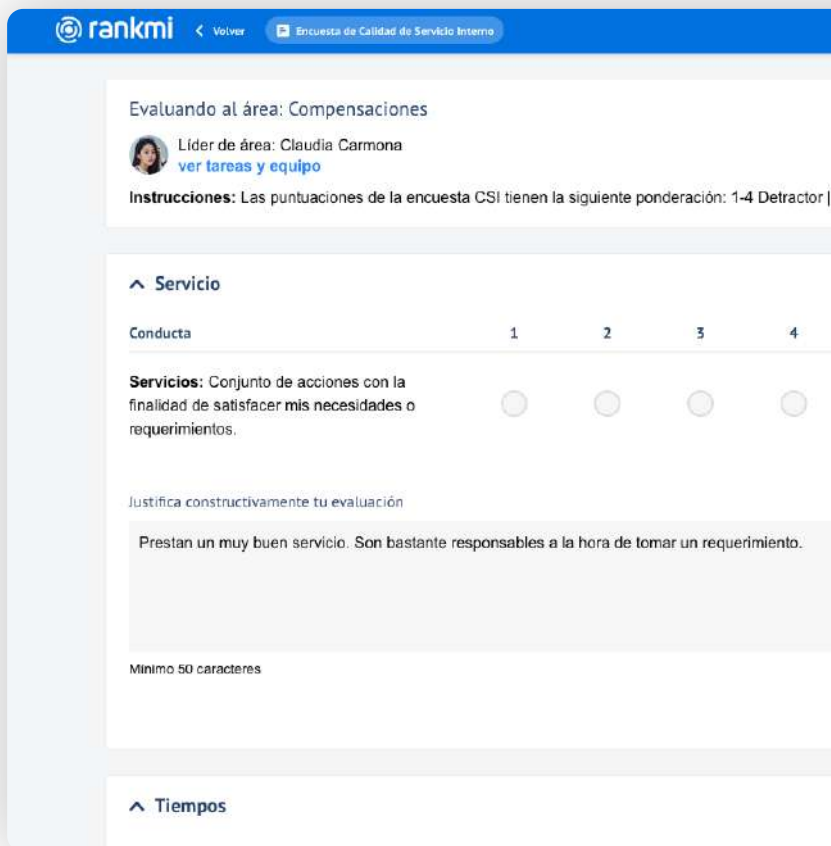 rankmi Volver Encuesta de Calidad de Servicio Interno
Evaluando al área: Compensaciones
Líder de área: Claudia Carmona
ver tareas y equipo
Instrucciones: Las puntuaciones de la encuesta CSI tienen la siguiente ponderación: 1-4 Detractor |
Servicio
Conducta 1 2 3 4
Servicios: Conjunto de acciones con la
finalidad de satisfacer mis necesidades o
requerimientos.
Justifica constructivamente tu evaluación
Prestan un muy buen servicio. Son bastante responsables a la hora de tomar un requerimiento.
Mínimo 50 caracteres
Tiempos